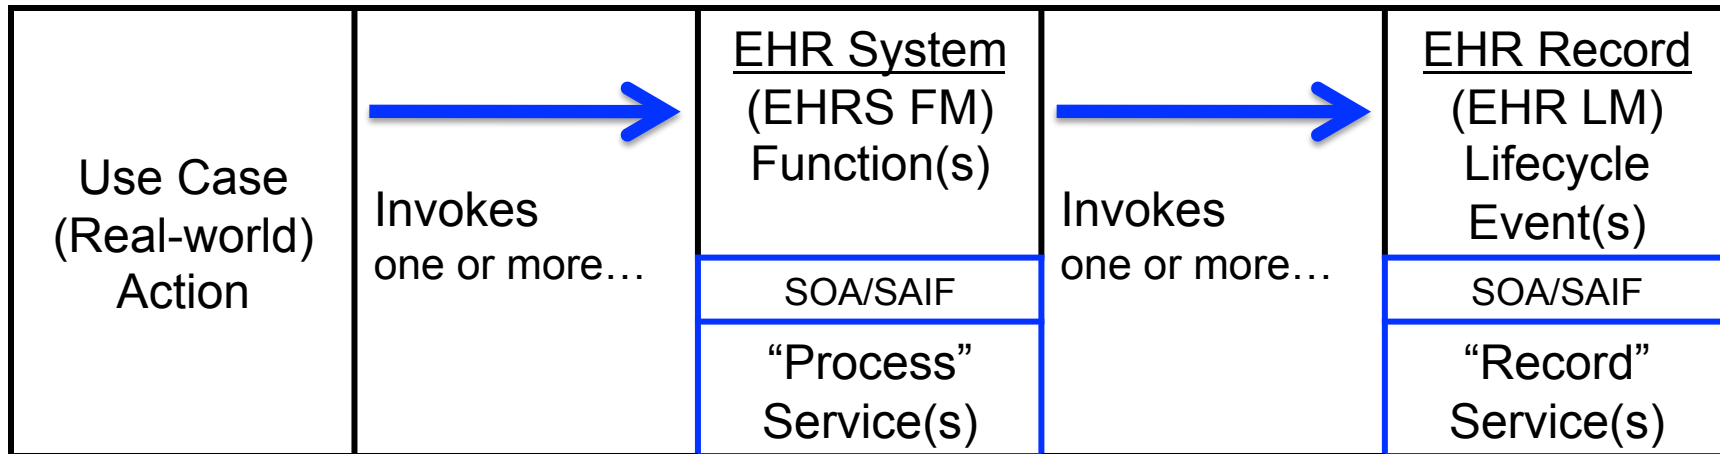 Use Case
(Real-world)
Action
Invokes
one or more…
EHR System
(EHRS FM)
Function(s)
SOA/SAIF
“Process”
Service(s)
Invokes
one or more…
EHR Record
(EHR LM)
Lifecycle
Event(s)
SOA/SAIF
“Record”
Service(s)